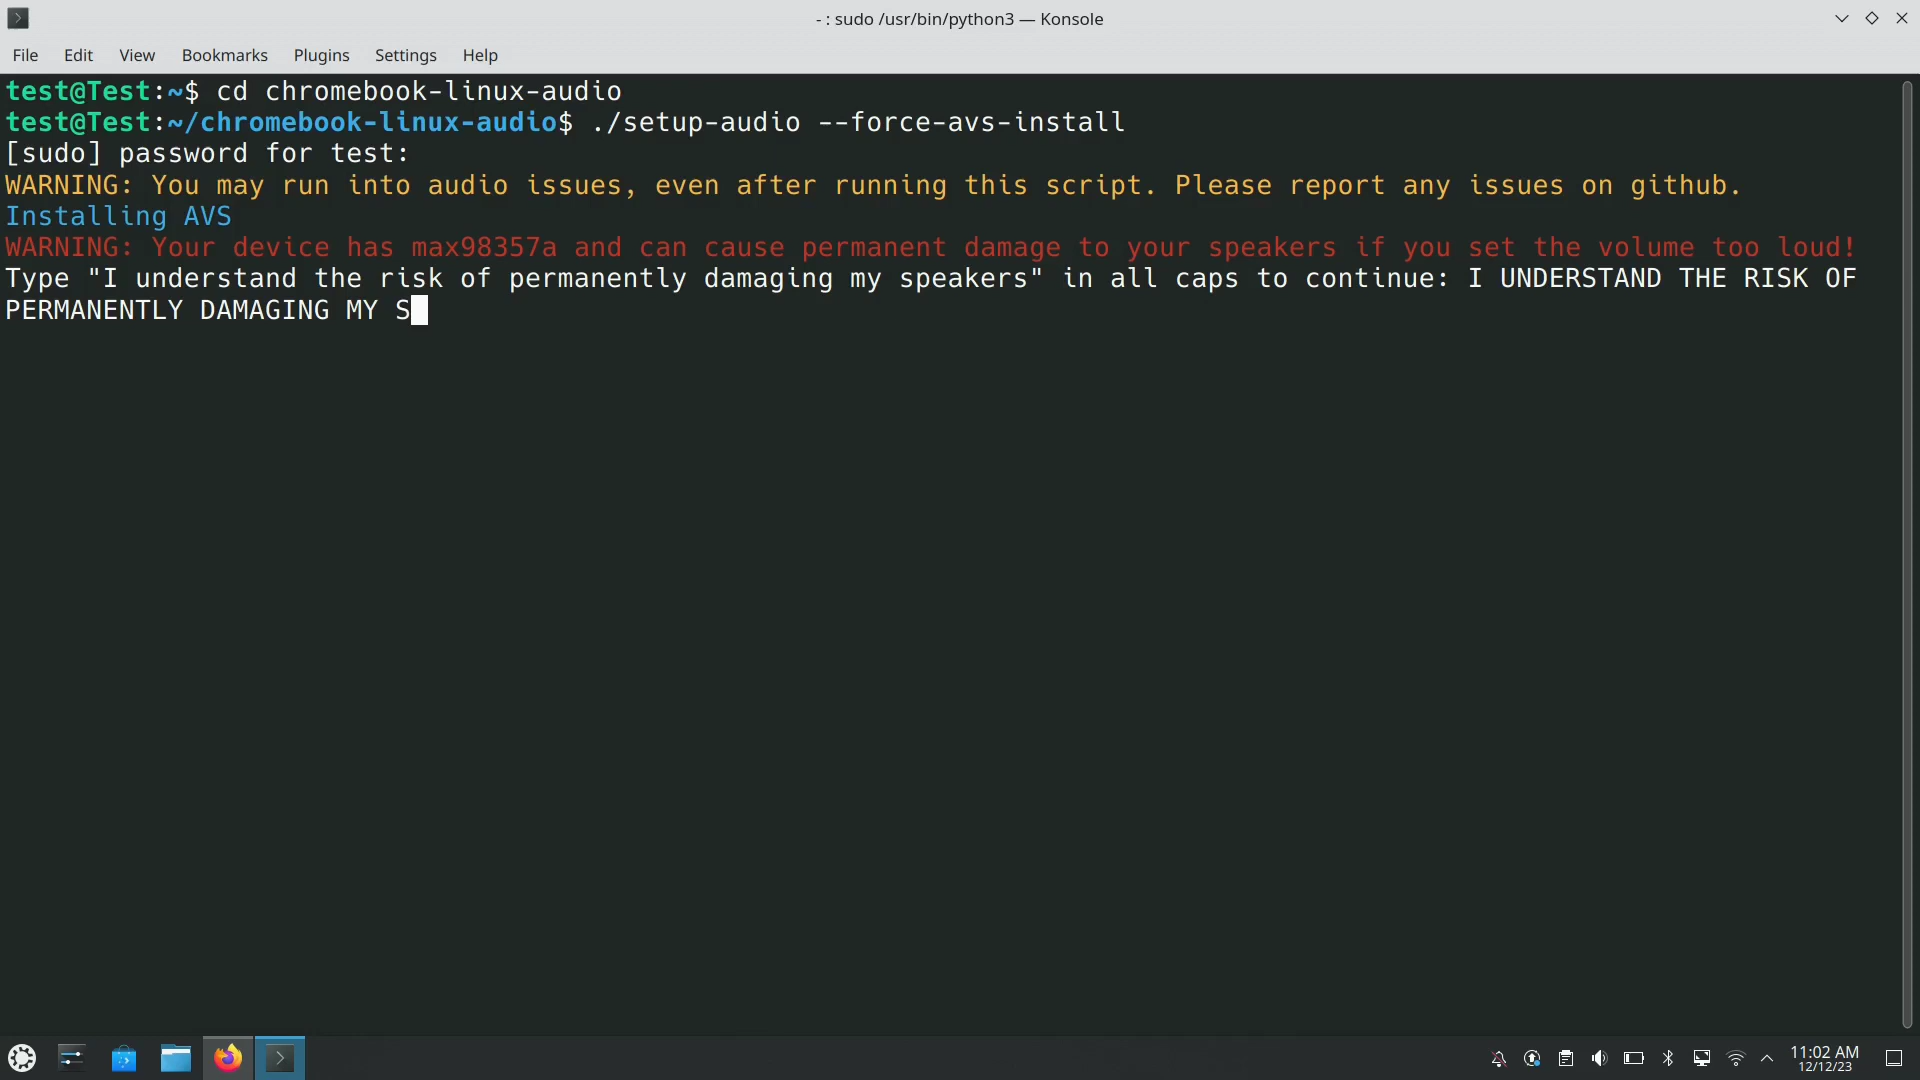 - : sudo /usr/bin/python3 — Konsole
File Edit View Bookmarks Plugins Settings Help
test@Test:~$ cd chromebook-linux-audio
test@Test:~/chromebook-linux-audio$ ./setup-audio --force-avs-install
[sudo] password for test:
WARNING: You may run into audio issues, even after running this script. Please report any issues on github.
Installing AVS
WARNING: Your device has max98357a and can cause permanent damage to your speakers if you set the volume too loud!
Type "I understand the risk of permanently damaging my speakers" in all caps to continue: I UNDERSTAND THE RISK OF
PERMANENTLY DAMAGING MY S
11:02 AM
12/12/23